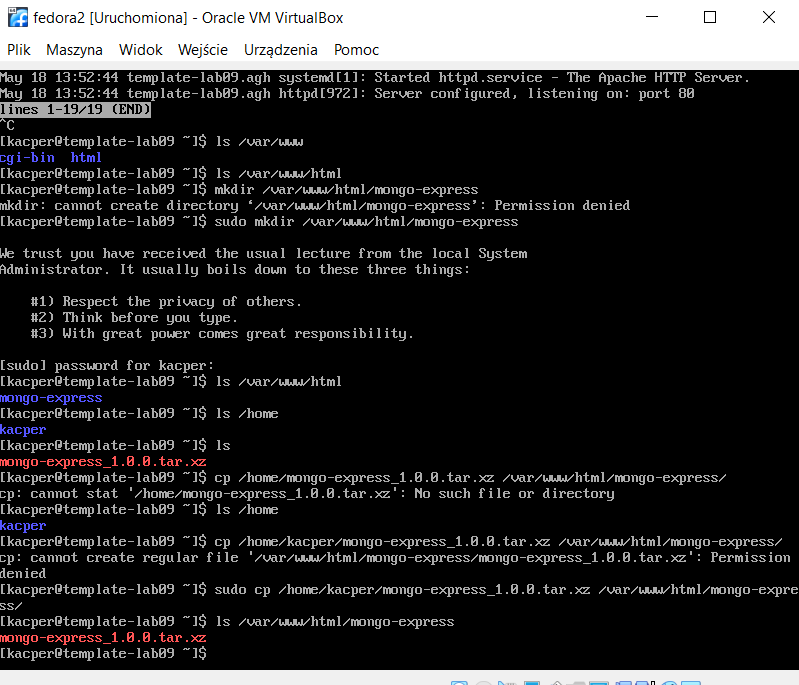 fedora2 [Uruchomiona] - Oracle VM VirtualBox
Plik Maszyna Widok Wejście Urządzenia Pomoc
May 18 13:52:44 template-lab09.agh systemd[1]: Started httpd.service - The Apache HTTP Server.
May 18 13:52:44 template-lab09.agh httpd[972]: Server configured, listening on: port 80
lines 1-19/19 (END)
^C
[kacper@template-lab09 ~]$ ls /var/www
cgi-bin  html
[kacper@template-lab09 ~]$ ls /var/www/html
[kacper@template-lab09 ~]$ mkdir /var/www/html/mongo-express
mkdir: cannot create directory ‘/var/www/html/mongo-express’: Permission denied
[kacper@template-lab09 ~]$ sudo mkdir /var/www/html/mongo-express
We trust you have received the usual lecture from the local System
Administrator. It usually boils down to these three things:
#1) Respect the privacy of others.
#2) Think before you type.
#3) With great power comes great responsibility.
[sudo] password for kacper:
[kacper@template-lab09 ~]$ ls /var/www/html
mongo-express
[kacper@template-lab09 ~]$ ls /home
kacper
[kacper@template-lab09 ~]$ ls
mongo-express_1.0.0.tar.xz
[kacper@template-lab09 ~]$ cp /home/mongo-express_1.0.0.tar.xz /var/www/html/mongo-express/
cp: cannot stat '/home/mongo-express_1.0.0.tar.xz': No such file or directory
[kacper@template-lab09 ~]$ ls /home
kacper
[kacper@template-lab09 ~]$ cp /home/kacper/mongo-express_1.0.0.tar.xz /var/www/html/mongo-express/
cp: cannot create regular file '/var/www/html/mongo-express/mongo-express_1.0.0.tar.xz': Permission
denied
[kacper@template-lab09 ~]$ sudo cp /home/kacper/mongo-express_1.0.0.tar.xz /var/www/html/mongo-expre
ss/
[kacper@template-lab09 ~]$ ls /var/www/html/mongo-express
mongo-express_1.0.0.tar.xz
[kacper@template-lab09 ~]$